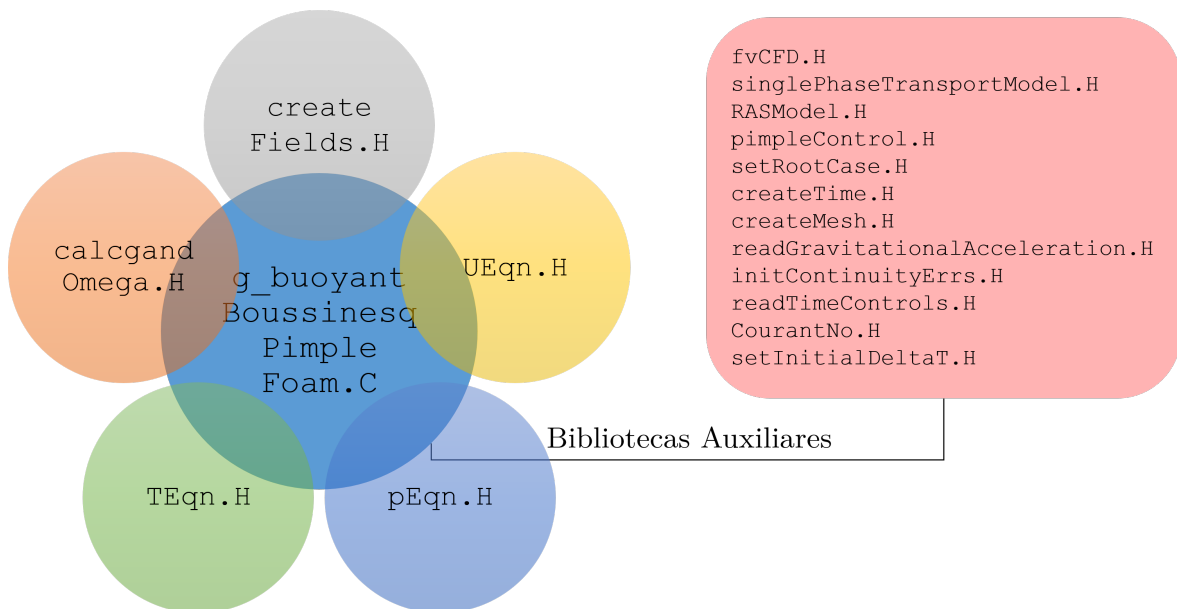 create
Fields.H
calcgand
Omega.H
g_buoyant
Boussinesq
Pimple
Foam.C
UEqn.H
TEqn.H
pEqn.H
fvCFD.H
singlePhaseTransportModel.H
RASModel.H
pimpleControl.H
setRootCase.H
createTime.H
createMesh.H
readGravitationalAcceleration.H
initContinuityErrs.H
readTimeControls.H
CourantNo.H
setInitialDeltaT.H
Bibliotecas Auxiliares